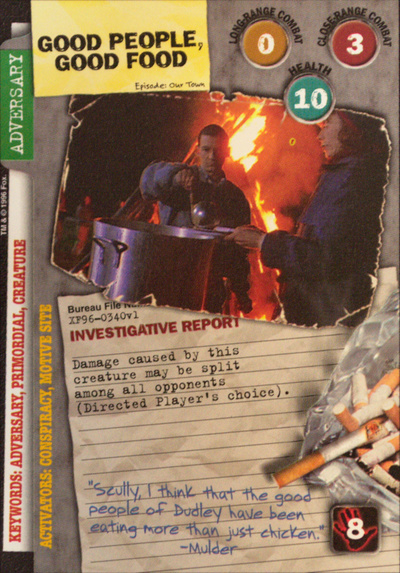 GOOD PEOPLE,
GOOD FOOD
Episode: Our Town
LONG-RANGE COMBAT
0
CLOSE-RANGE COMBAT
3
HEALTH
10
ADVERSARY
TM & © 1996 Fox.
KEYWORDS: ADVERSARY, PRIMORDIAL, CREATURE
ACTIVATORS: CONSPIRACY, MOTIVE SITE
Bureau File
XF96-0340v1
INVESTIGATIVE REPORT
Damage caused by this
creature may be split
among all opponents
(Directed Player's choice).
"Scully, I think that the good
people of Dudley have been
eating more than just chicken."
-Mulder
8